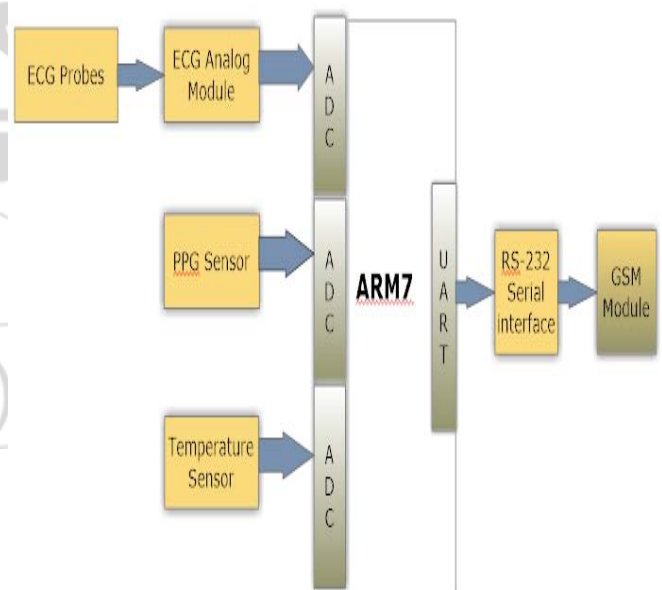 ECG Probes
ECG Analog
Module
A
D
C
PPG Sensor
A
D
C
ARM7
U
A
R
T
RS-232
Serial
interface
GSM
Module
Temperature
Sensor
A
D
C